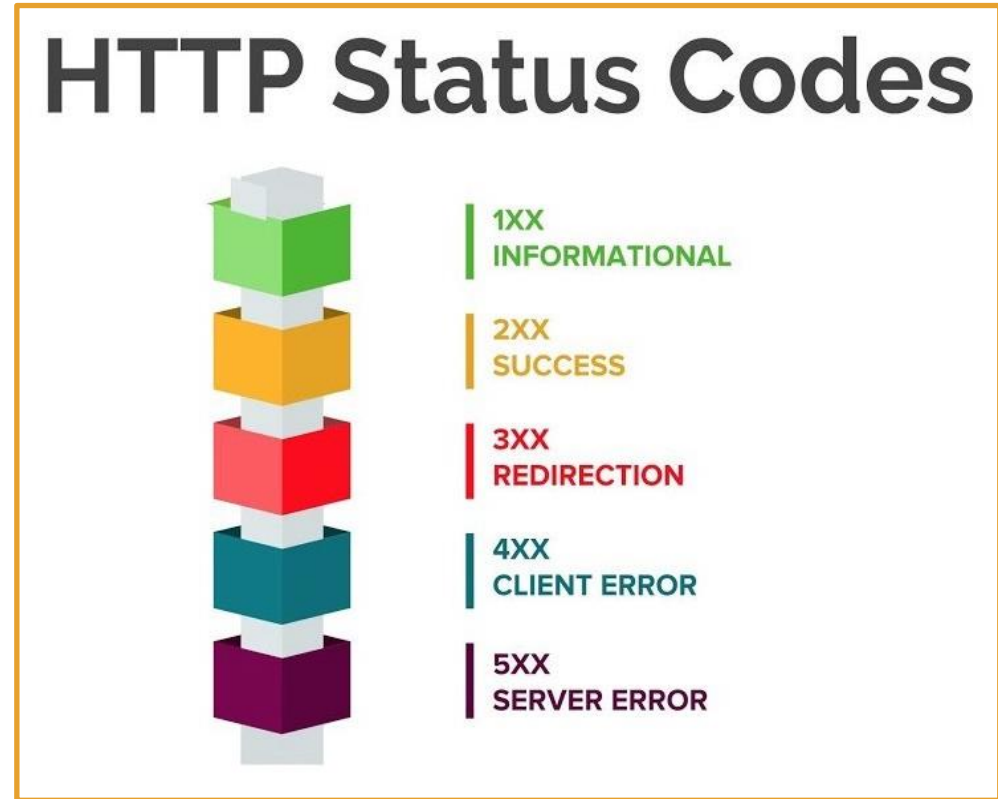 HTTP Status Codes
1XX
INFORMATIONAL
2XX
SUCCESS
3XX
REDIRECTION
4XX
CLIENT ERROR
5XX
SERVER ERROR